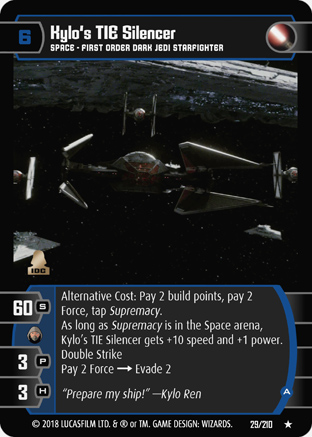 6
Kylo's TIE Silencer
SPACE - FIRST ORDER DARK JEDI STARFIGHTER
IDC
60 S
3 P
3 H
Alternative Cost: Pay 2 build points, pay 2
Force, tap Supremacy.
As long as Supremacy is in the Space arena,
Kylo's TIE Silencer gets +10 speed and +1 power.
Double Strike
Pay 2 Force → Evade 2
"Prepare my ship!" —Kylo Ren
A
© 2018 LUCASFILM LTD. & ® or TM. GAME DESIGN: WIZARDS.
29/210 ★